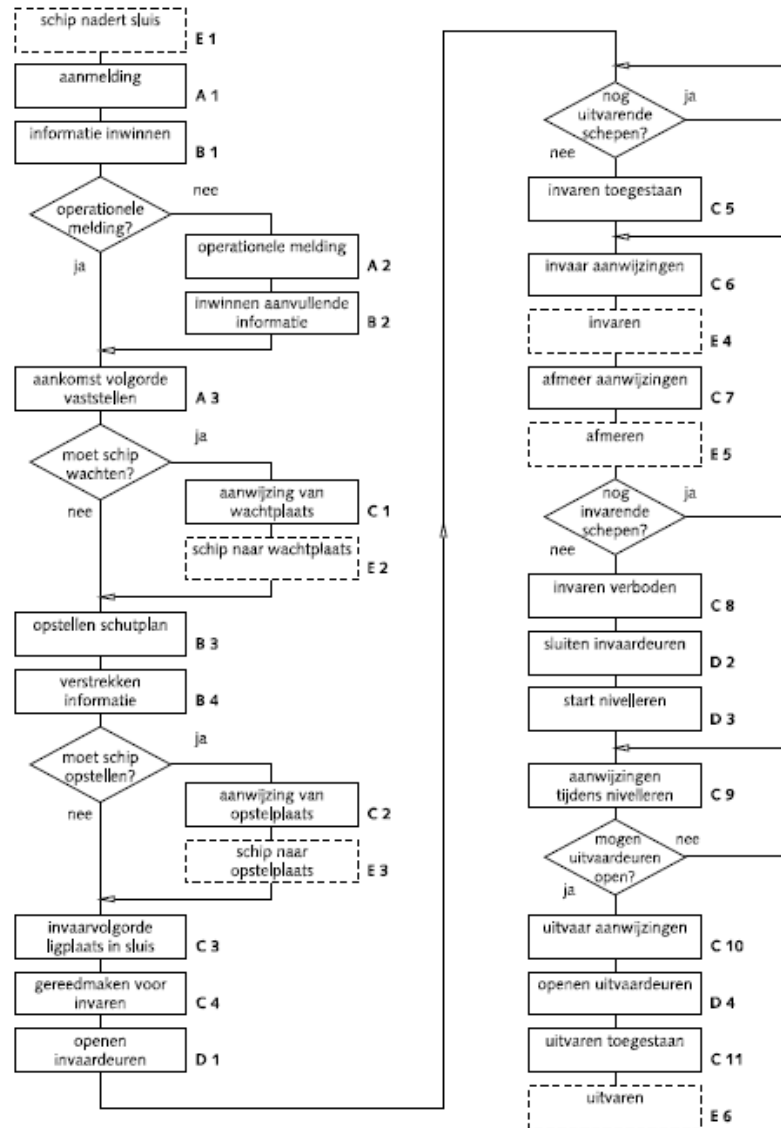 schip nadert sluis
E 1
aanmelding
A 1
informatie inwinnen
B 1
nee
operationele
melding?
ja
operationele melding
A 2
inwinnen aanvullende
informatie
B 2
aankomst volgorde
vaststellen
A 3
ja
moet schip
wachten?
nee
aanwijzing van
wachtplaats
C 1
schip naar wachtplaats
E 2
opstellen schutplan
B 3
verstrekken
informatie
B 4
ja
moet schip
opstellen?
nee
aanwijzing van
opstelplaats
C 2
schip naar
opstelplaats
E 3
invaarvolgorde
ligplaats in sluis
C 3
gereedmaken voor
invaren
C 4
openen
invaardeuren
D 1
nog
uitvarende
schepen?
ja
nee
invaren toegestaan
C 5
invaar aanwijzingen
C 6
invaren
E 4
afmeer aanwijzingen
C 7
afmeren
E 5
nog
invarende
schepen?
ja
nee
invaren verboden
C 8
sluiten invaardeuren
D 2
start nivelleren
D 3
aanwijzingen
tijdens nivelleren
C 9
mogen
uitvaardeuren
open?
nee
ja
uitvaar aanwijzingen
C 10
openen uitvaardeuren
D 4
uitvaren toegestaan
C 11
uitvaren
E 6